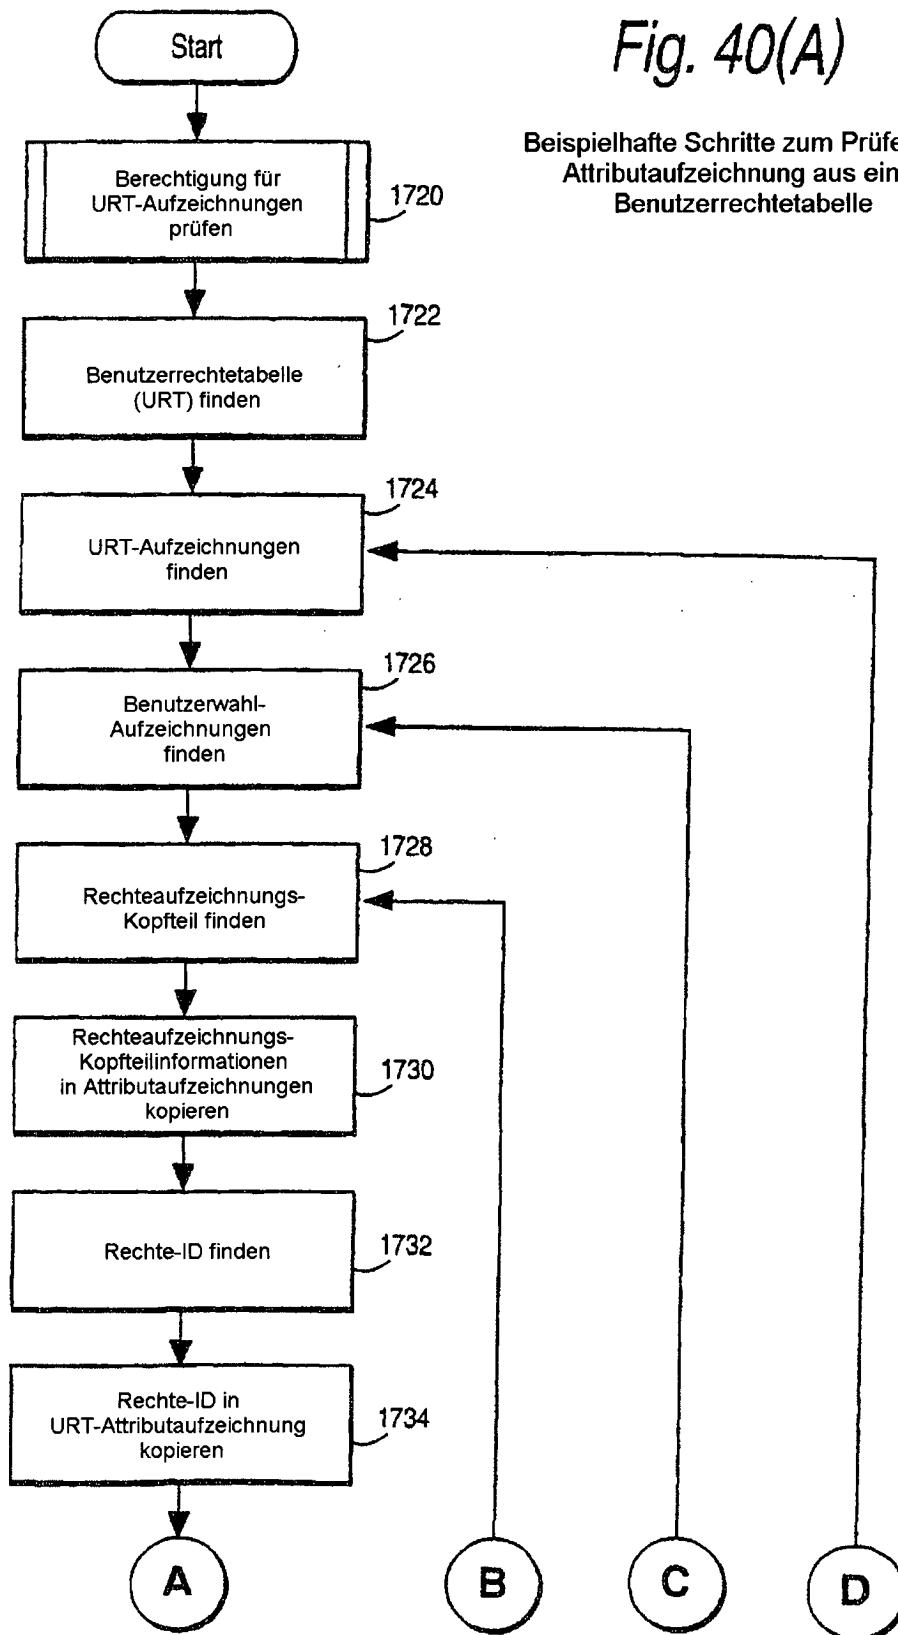 Start
Fig. 40(A)
Beispielhafte Schritte zum Prüfe
Attributaufzeichnung aus ein
Benutzerrechtetabelle
Berechtigung für
URT-Aufzeichnungen
prüfen
1720
1722
Benutzerrechtetabelle
(URT) finden
1724
URT-Aufzeichnungen
finden
1726
Benutzerwahl-
Aufzeichnungen
finden
1728
Rechteaufzeichnungs-
Kopfteil finden
Rechteaufzeichnungs-
Kopfteilinformationen
in Attributaufzeichnungen
kopieren
1730
Rechte-ID finden
1732
Rechte-ID in
URT-Attributaufzeichnung
kopieren
1734
A
B
C
D